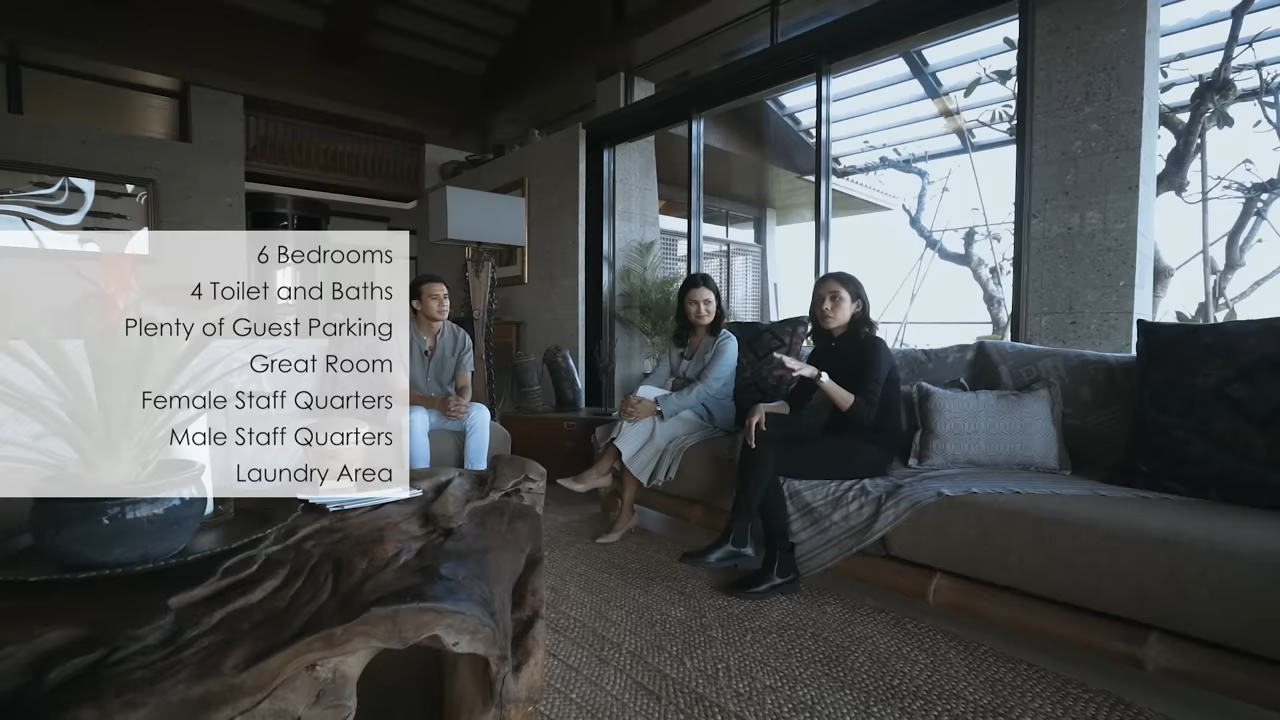 6 Bedrooms
4 Toilet and Baths
Plenty of Guest Parking
Great Room
Female Staff Quarters
Male Staff Quarters
Laundry Area